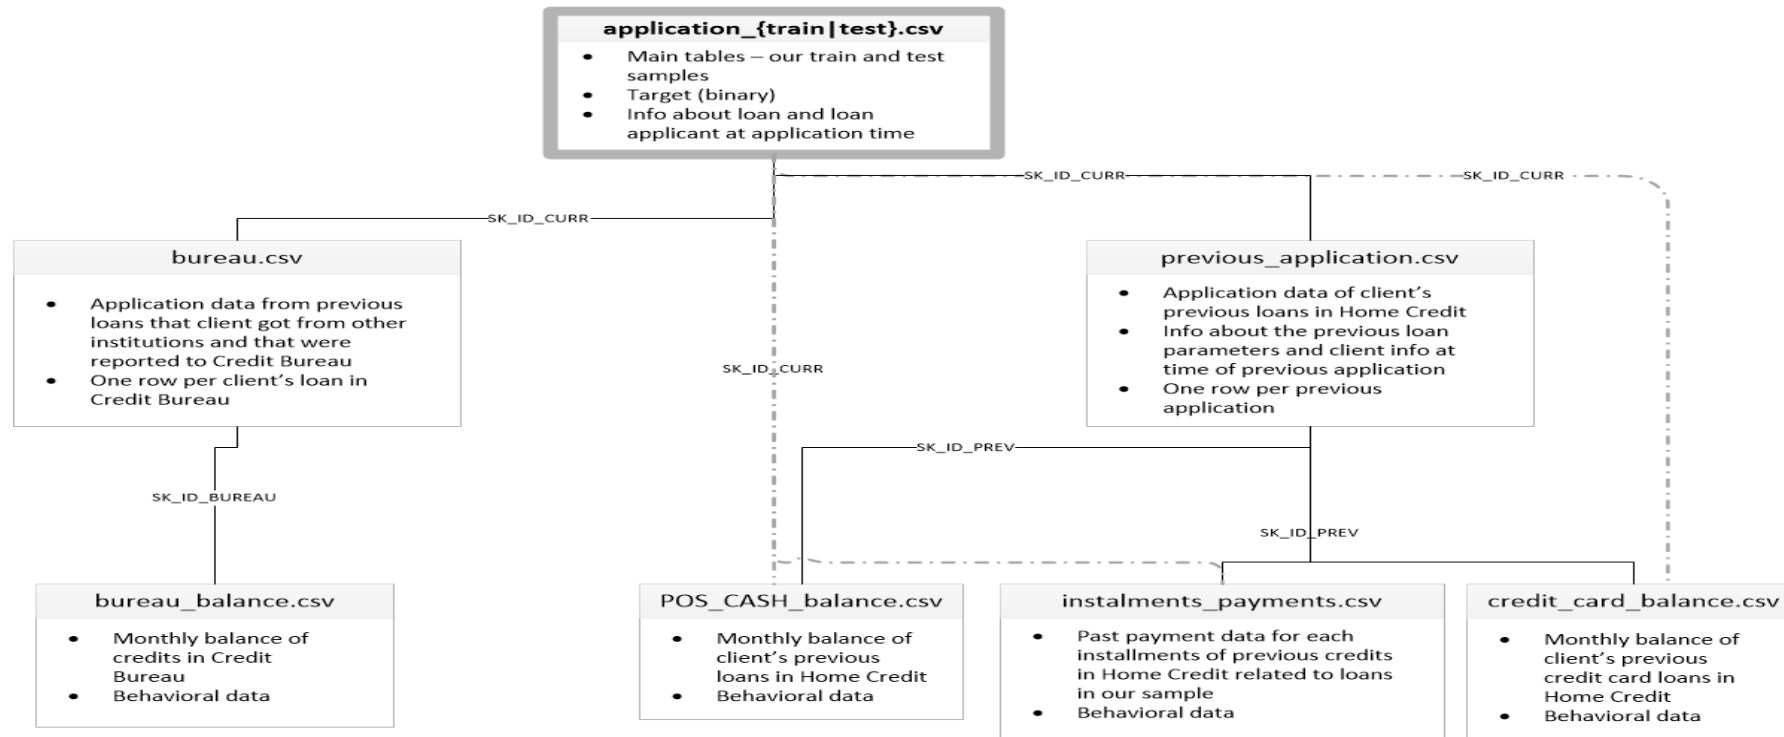 application_{train|test}.csv
• Main tables – our train and test
samples
• Target (binary)
• Info about loan and loan
applicant at application time
SK_ID_CURR
SK_ID_CURR
SK_ID_CURR
bureau.csv
• Application data from previous
loans that client got from other
institutions and that were
reported to Credit Bureau
• One row per client's loan in
Credit Bureau
previous_application.csv
• Application data of client's
previous loans in Home Credit
• Info about the previous loan
parameters and client info at
time of previous application
• One row per previous
application
SK_ID_CURR
SK_ID_PREV
SK_ID_BUREAU
SK_ID_PREV
bureau_balance.csv
• Monthly balance of
credits in Credit
Bureau
• Behavioral data
POS_CASH_balance.csv
• Monthly balance of
client's previous
loans in Home Credit
• Behavioral data
instalments_payments.csv
• Past payment data for each
installments of previous credits
in Home Credit related to loans
in our sample
• Behavioral data
credit_card_balance.csv
• Monthly balance of
client's previous
credit card loans in
Home Credit
• Behavioral data